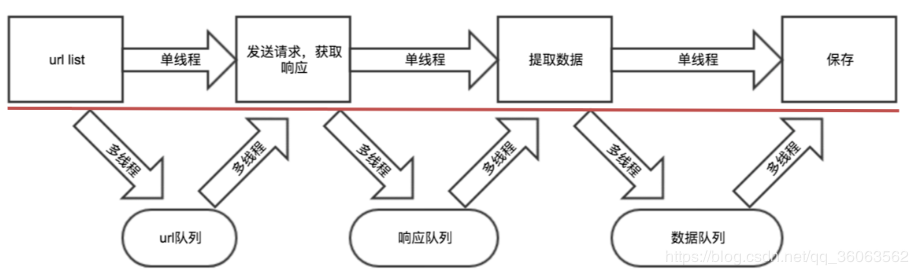 url list
单线程
发送请求，获取
响应
单线程
提取数据
单线程
保存
多线程
多线程
多线程
多线程
多线程
多线程
url队列
响应队列
数据队列
https://blog.csdn.net/qq_36063562